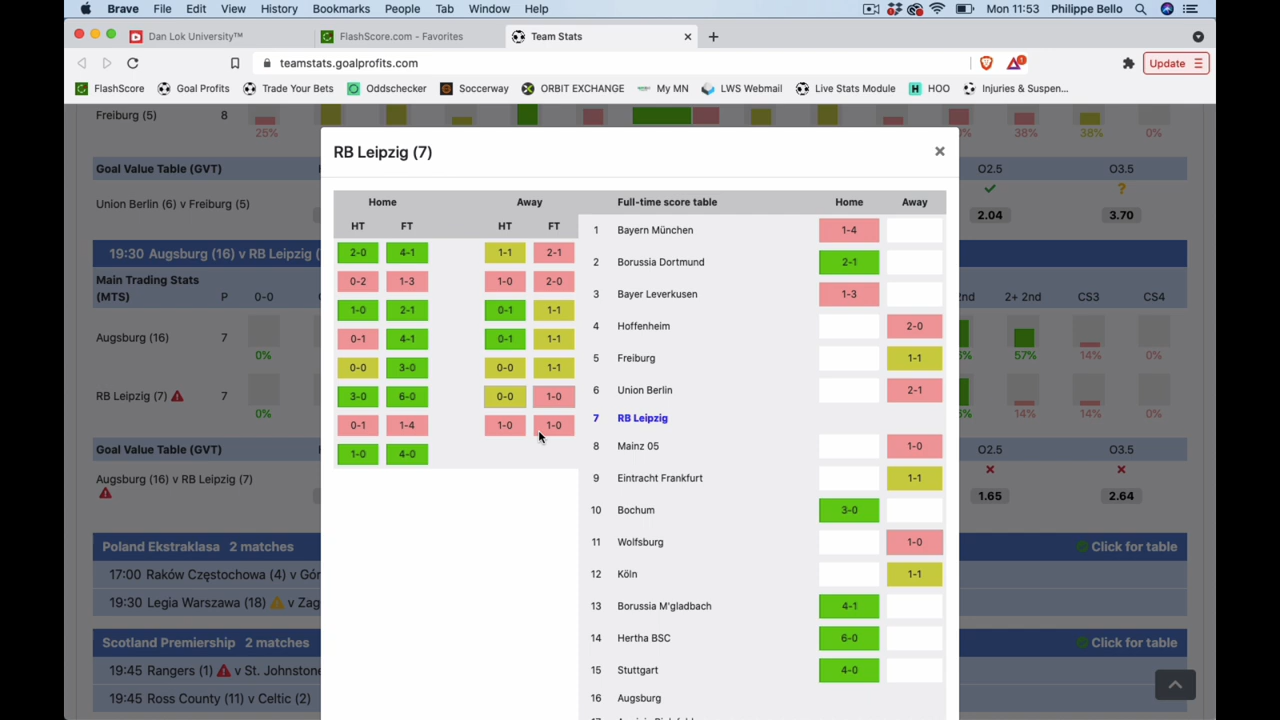 Brave File Edit View History Bookmarks People Tab Window Help Mon 11:53 Philippe Bello
Dan Lok University™ FlashScore.com - Favorites Team Stats
teamstats.goalprofits.com Update
FlashScore Goal Profits Trade Your Bets Oddschecker Soccerway ORBIT EXCHANGE My MN LWS Webmail Live Stats Module HOO Injuries & Suspen...
Freiburg (5) 8 25% 38% 38% 0%
RB Leipzig (7)
Goal Value Table (GVT) O2.5 O3.5
Union Berlin (6) v Freiburg (5) 2.04 3.70
Home Away Full-time score table Home Away
HT FT HT FT
1 Bayern München 1-4
2 Borussia Dortmund 2-1
3 Bayer Leverkusen 1-3
4 Hoffenheim 2-0
5 Freiburg 1-1
6 Union Berlin 2-1
7 RB Leipzig
8 Mainz 05 1-0
9 Eintracht Frankfurt 1-1
10 Bochum 3-0
11 Wolfsburg 1-0
12 Köln 1-1
13 Borussia M'gladbach 4-1
14 Hertha BSC 6-0
15 Stuttgart 4-0
16 Augsburg
2-0 4-1 1-1 2-1
0-2 1-3 1-0 2-0
1-0 2-1 0-1 1-1
0-1 4-1 0-1 1-1
0-0 3-0 0-0 1-1
3-0 6-0 0-0 1-0
0-1 1-4 1-0 1-0
1-0 4-0
19:30 Augsburg (16) v RB Leipzig (
Main Trading Stats
(MTS) P 0-0 2nd 2+ 2nd CS3 CS4
Augsburg (16) 7 0% 57% 14% 0%
RB Leipzig (7) 7 0% 14% 14% 0%
Goal Value Table (GVT) O2.5 O3.5
Augsburg (16) v RB Leipzig (7) 1.65 2.64
Poland Ekstraklasa 2 matches Click for table
17:00 Raków Częstochowa (4) v Gór
19:30 Legia Warszawa (18) v Zag
Scotland Premiership 2 matches Click for table
19:45 Rangers (1) v St. Johnstone
19:45 Ross County (11) v Celtic (2)